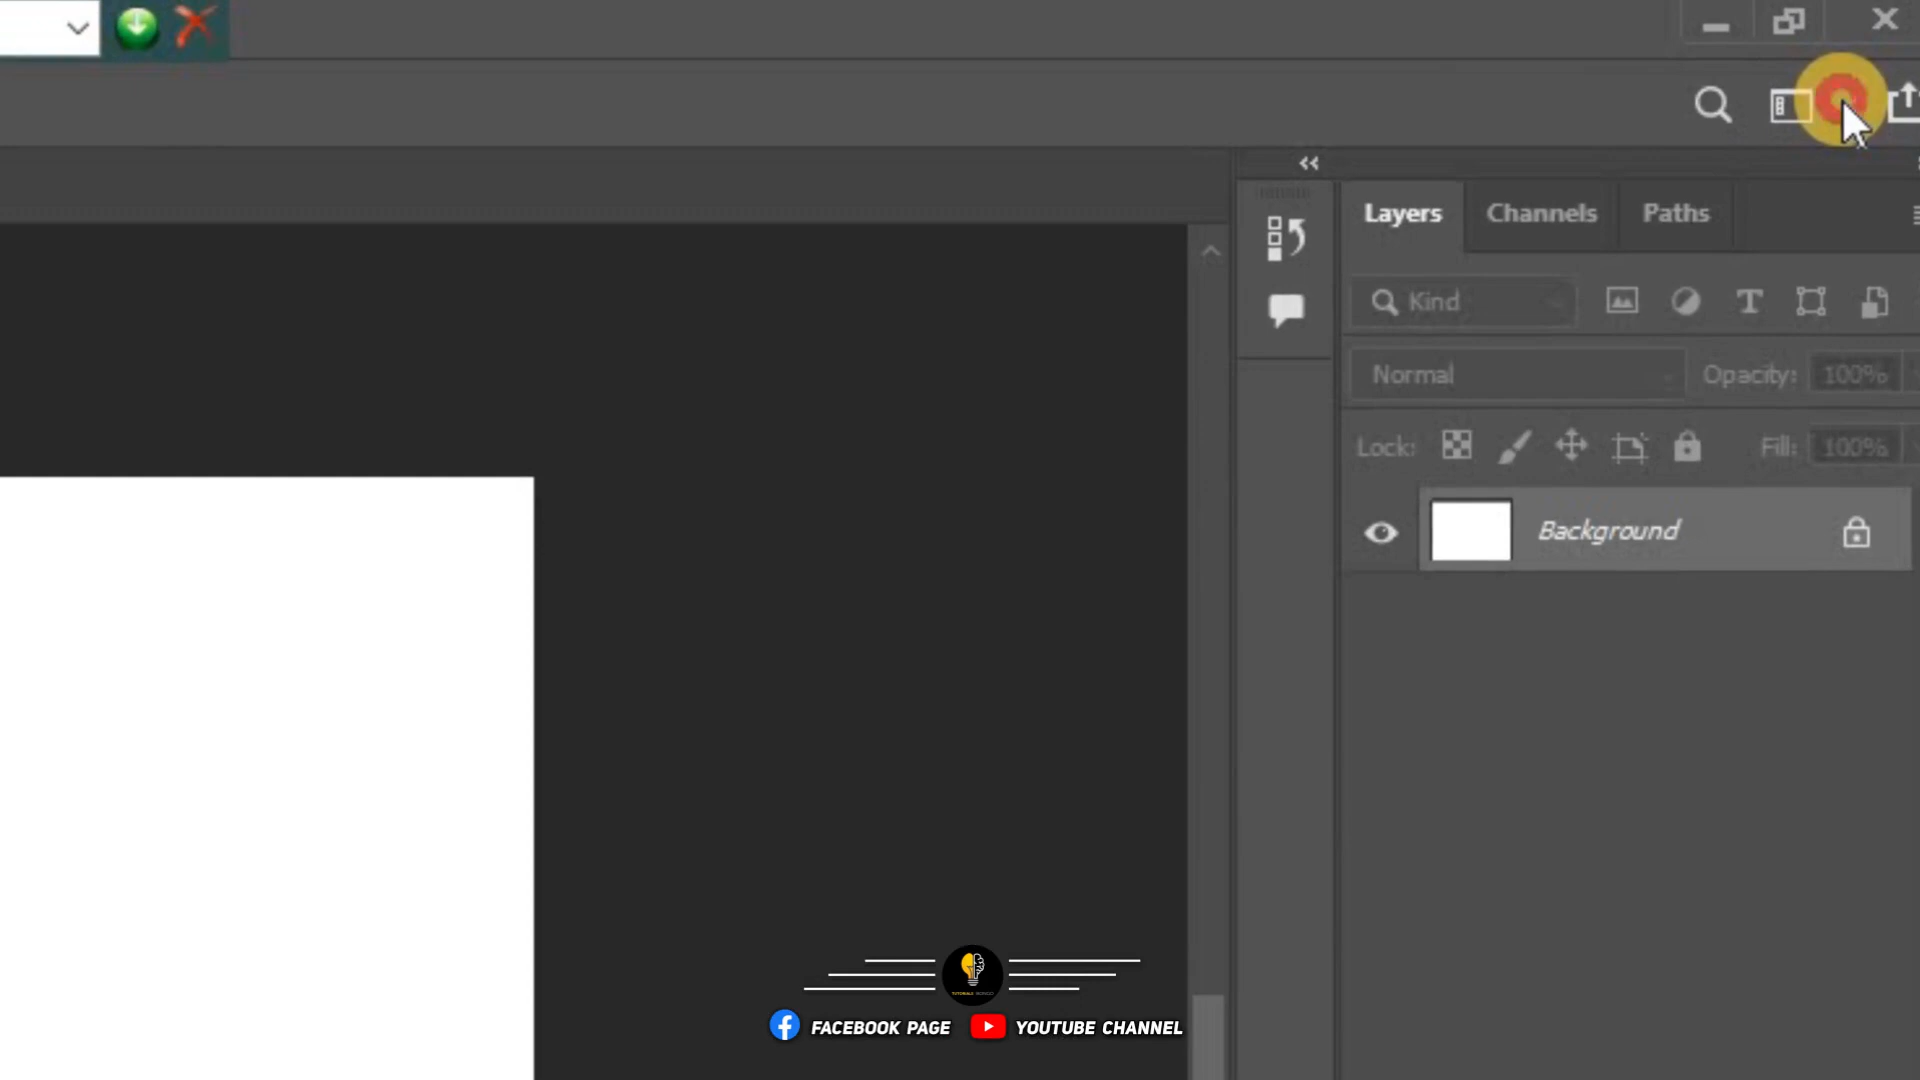 Layers Channels Paths
Kind
Normal Opacity: 100%
Lock: Fill: 100%
Background
FACEBOOK PAGE YOUTUBE CHANNEL